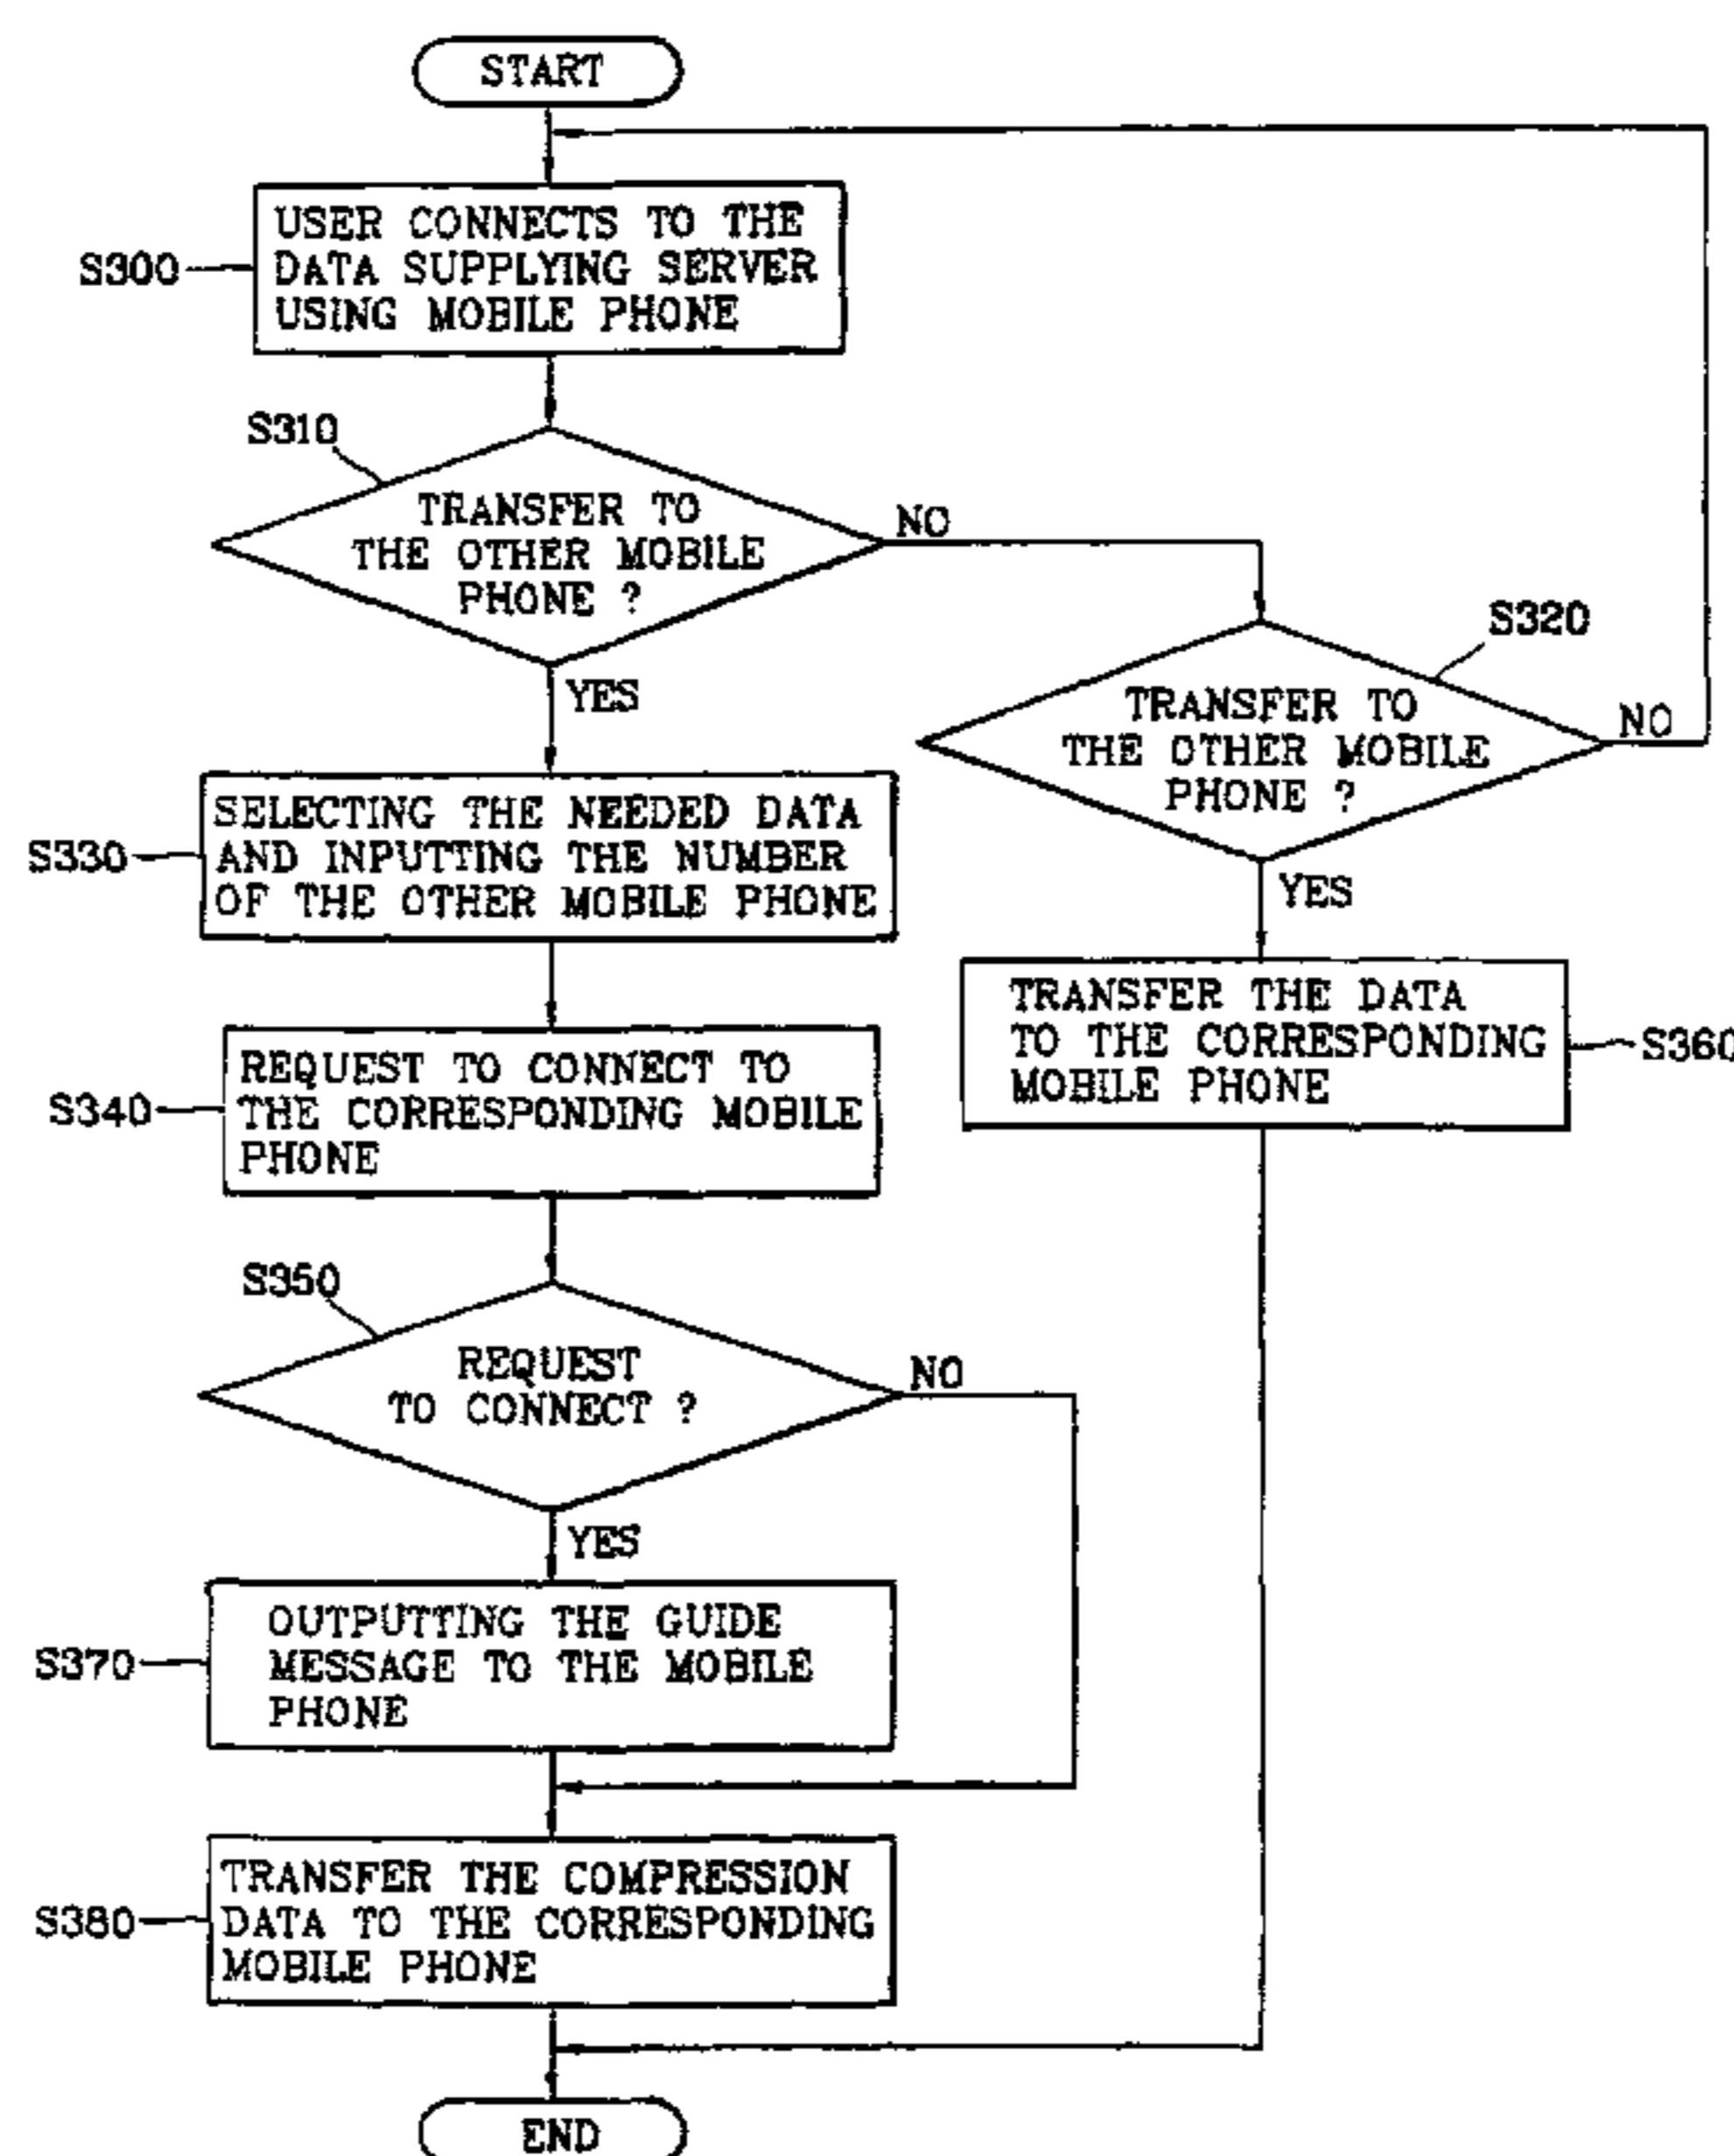 START
S300
USER CONNECTS TO THE
DATA SUPPLYING SERVER
USING MOBILE PHONE
S310
TRANSFER TO
THE OTHER MOBILE
PHONE ?
NO
YES
S320
TRANSFER TO
THE OTHER MOBILE
PHONE ?
NO
YES
S330
SELECTING THE NEEDED DATA
AND INPUTTING THE NUMBER
OF THE OTHER MOBILE PHONE
TRANSFER THE DATA
TO THE CORRESPONDING
MOBILE PHONE
S360
S340
REQUEST TO CONNECT TO
THE CORRESPONDING MOBILE
PHONE
S350
REQUEST
TO CONNECT ?
NO
YES
S370
OUTPUTTING THE GUIDE
MESSAGE TO THE MOBILE
PHONE
S380
TRANSFER THE COMPRESSION
DATA TO THE CORRESPONDING
MOBILE PHONE
END